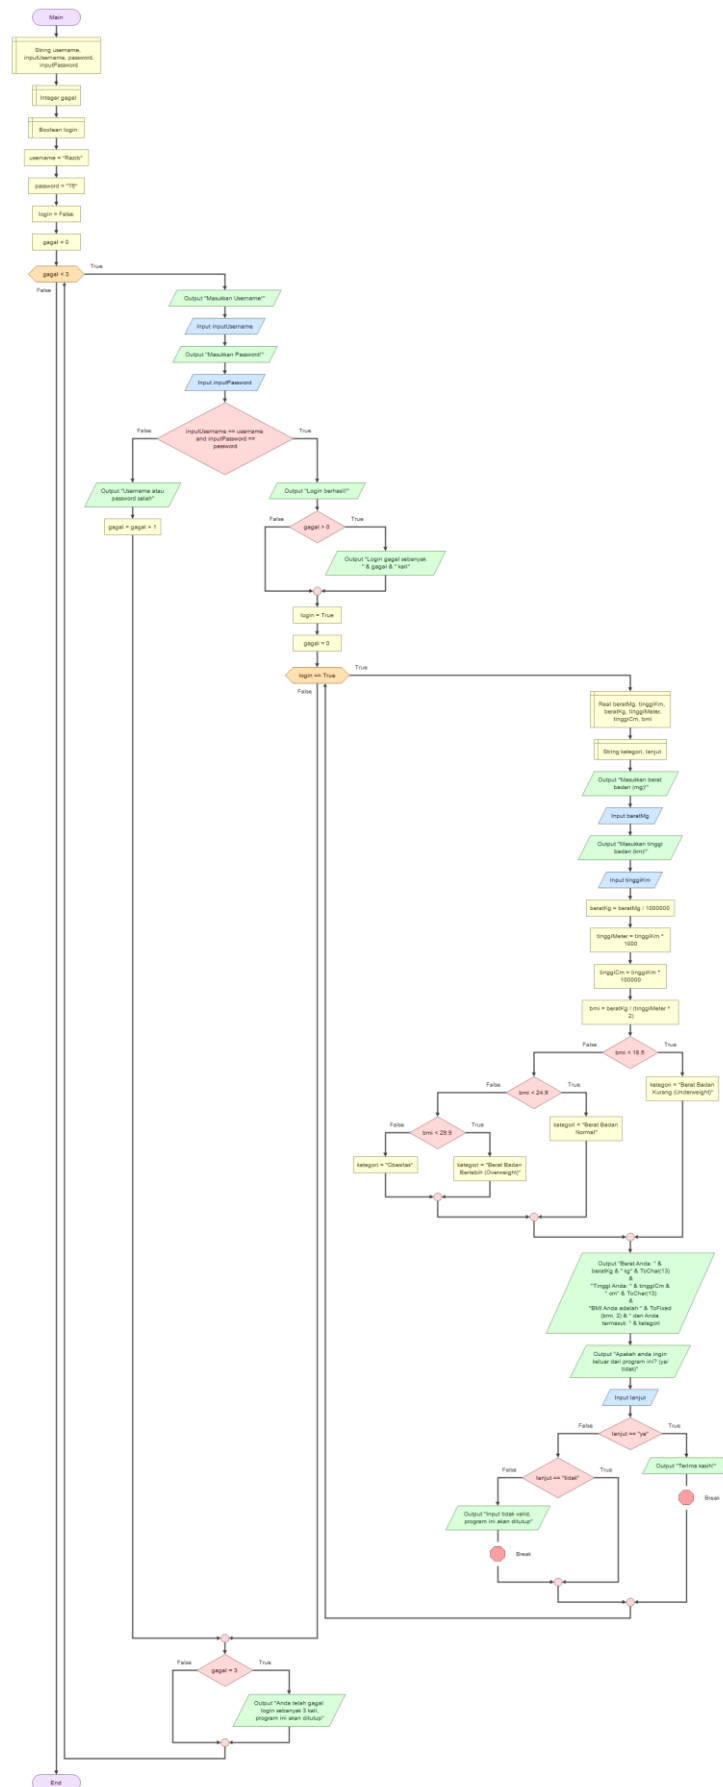 Main
String username,
inputUsername, password,
inputPassword
Integer gagal
Boolean login
username = "Razib"
password = "78"
login = False
gagal = 0
gagal < 3
True
False
Output "Masukkan Username!"
Input inputUsername
Output "Masukkan Password!"
Input inputPassword
inputUsername == username
and inputPassword ==
password
False
True
Output "Username atau
password salah"
gagal = gagal + 1
Output "Login berhasil!"
gagal > 0
False
True
Output "Login gagal sebanyak
" & gagal & " kali"
login = True
gagal = 0
login == True
True
False
Real beratMg, tinggiKm,
beratKg, tinggiMeter,
tinggiCm, bmi
String kategori, lanjut
Output "Masukkan berat
badan (mg)!"
Input beratMg
Output "Masukkan tinggi
badan (km)!"
Input tinggiKm
beratKg = beratMg / 1000000
tinggiMeter = tinggiKm *
1000
tinggiCm = tinggiKm *
100000
bmi = beratKg / (tinggiMeter ^
2)
bmi < 18.5
False
True
kategori = "Berat Badan
Kurang (Underweight)"
bmi < 24.9
False
True
kategori = "Berat Badan
Normal"
bmi < 29.9
False
True
kategori = "Obesitas"
kategori = "Berat Badan
Berlebih (Overweight)"
Output "Berat Anda: " &
beratKg & " kg" & ToChar(13)
&
"Tinggi Anda: " & tinggiCm &
" cm" & ToChar(13)
&
"BMI Anda adalah " & ToFixed
(bmi, 2) & " dan Anda
termasuk: " & kategori
Output "Apakah anda ingin
keluar dari program ini? (ya/
tidak)"
Input lanjut
lanjut == "ya"
False
True
Output "Terima kasih!"
Break
lanjut == "tidak"
False
True
Output "Input tidak valid,
program ini akan ditutup"
Break
gagal = 3
False
True
Output "Anda telah gagal
login sebanyak 3 kali,
program ini akan ditutup"
End